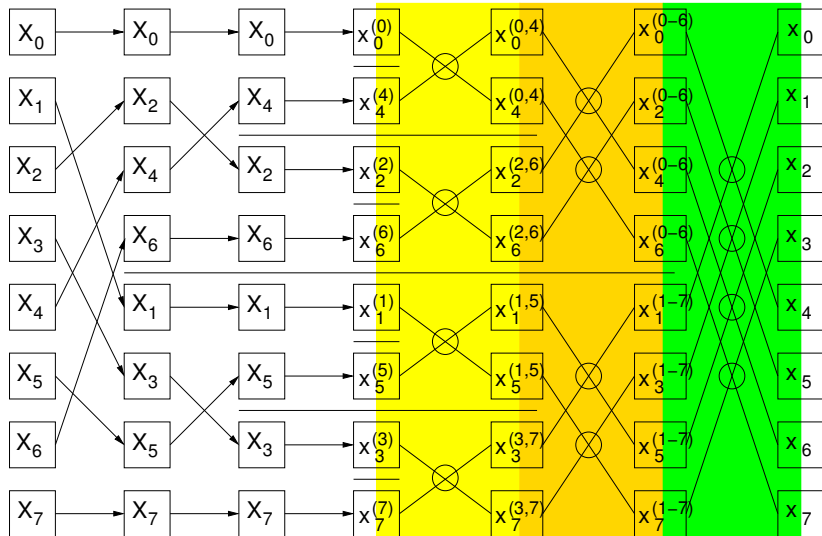 X0 X0 X0 x0(0) x0(0,4) x0(0–6) x0
X1 X2 X4 x4(4) x4(0,4) x2(0–6) x1
X2 X4 X2 x2(2) x2(2,6) x4(0–6) x2
X3 X6 X6 x6(6) x6(2,6) x6(0–6) x3
X4 X1 X1 x1(1) x1(1,5) x1(1–7) x4
X5 X3 X5 x5(5) x5(1,5) x3(1–7) x5
X6 X5 X3 x3(3) x3(3,7) x5(1–7) x6
X7 X7 X7 x7(7) x7(3,7) x7(1–7) x7